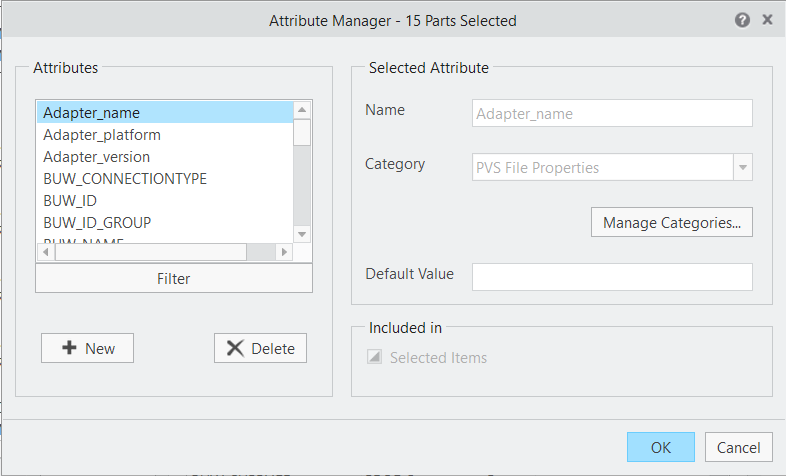 Attribute Manager - 15 Parts Selected
Attributes
Adapter_name
Adapter_platform
Adapter_version
BUW_CONNECTIONTYPE
BUW_ID
BUW_ID_GROUP
BUW_NAME
Filter
New
Delete
Selected Attribute
Name
Adapter_name
Category
PVS File Properties
Manage Categories...
Default Value
Included in
Selected Items
OK
Cancel